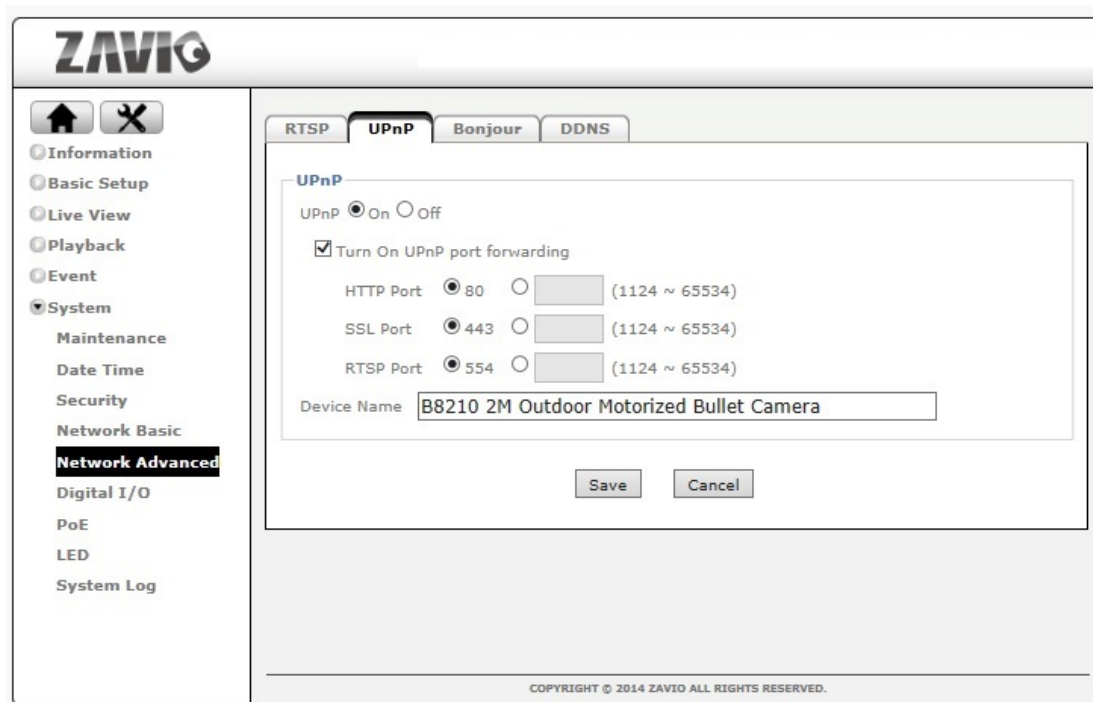 ZAVIO
Information
Basic Setup
Live View
Playback
Event
System
Maintenance
Date Time
Security
Network Basic
Network Advanced
Digital I/O
PoE
LED
System Log
RTSP UPnP Bonjour DDNS
UPnP
UPnP On Off
Turn On UPnP port forwarding
HTTP Port 80 (1124 ~ 65534)
SSL Port 443 (1124 ~ 65534)
RTSP Port 554 (1124 ~ 65534)
Device Name B8210 2M Outdoor Motorized Bullet Camera
Save Cancel
COPYRIGHT © 2014 ZAVIO ALL RIGHTS RESERVED.